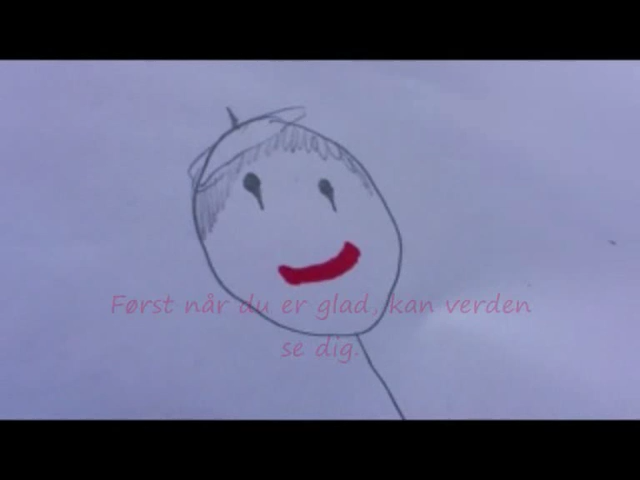 Først når du er glad, kan verden
se dig.